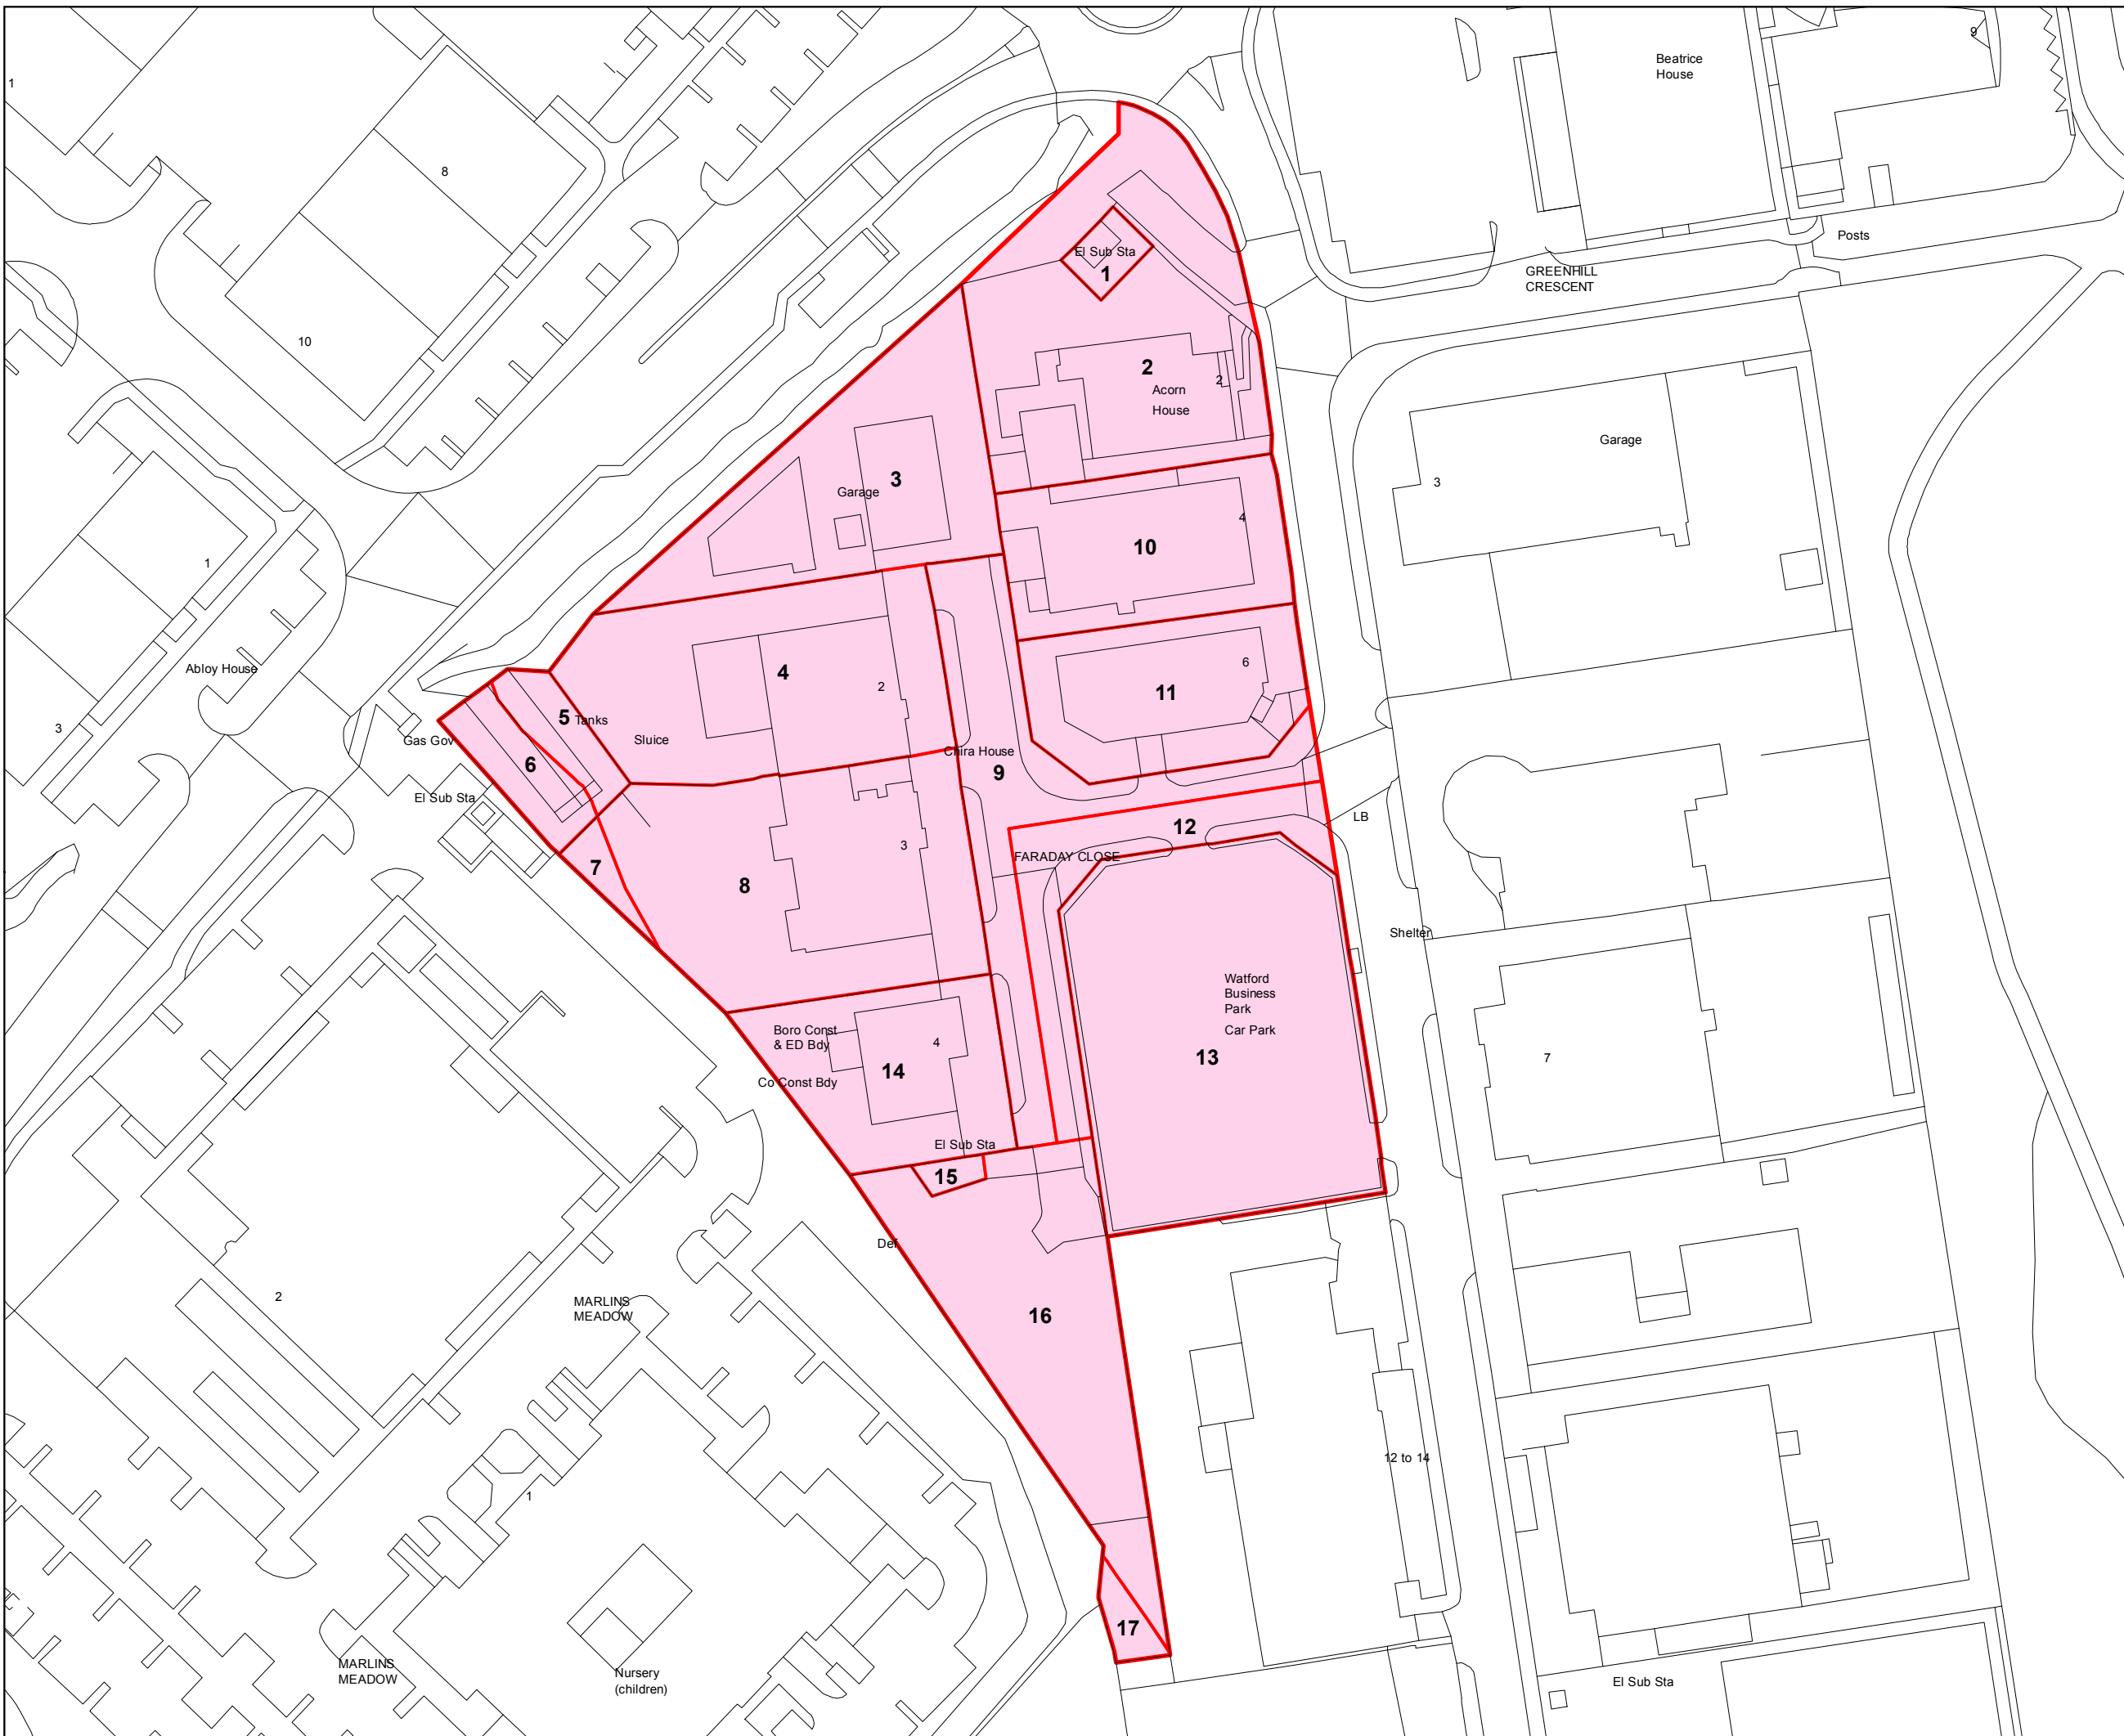 9
Beatrice
House
1
8
Posts
El Sub Sta
1
GREENHILL
CRESCENT
10
2
2
Acorn
House
Garage
3
Garage
3
4
10
1
6
Abloy House
4
2
11
5
Tanks
3
Gas Gov
Sluice
Chira House
6
9
El Sub Sta
LB
12
3
FARADAY CLOSE
7
8
Shelter
Watford
Business
Park
Car Park
Boro Const
& ED Bdy
4
13
7
14
Co Const Bdy
El Sub Sta
15
Def
2
MARLINS
MEADOW
16
12 to 14
1
17
MARLINS
MEADOW
Nursery
(children)
El Sub Sta